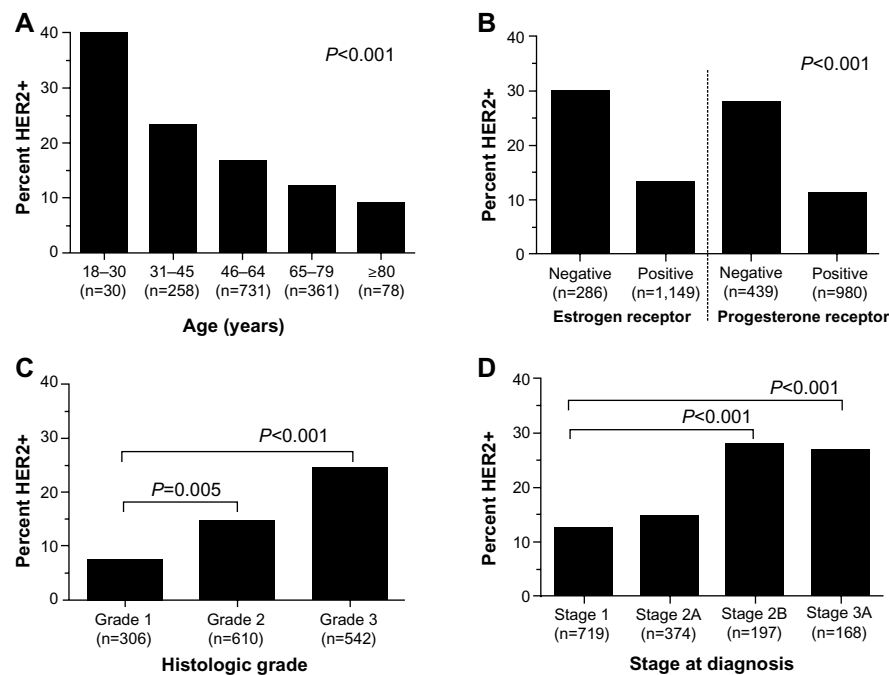 A
P<0.001
Percent HER2+
40
30
20
10
0
18–30 31–45 46–64 65–79 ≥80
(n=30) (n=258) (n=731) (n=361) (n=78)
Age (years)
B
P<0.001
Percent HER2+
40
30
20
10
0
Negative Positive Negative Positive
(n=286) (n=1,149) (n=439) (n=980)
Estrogen receptor Progesterone receptor
C
P<0.001
P=0.005
Percent HER2+
40
30
20
10
0
Grade 1 Grade 2 Grade 3
(n=306) (n=610) (n=542)
Histologic grade
D
P<0.001
P<0.001
Percent HER2+
40
30
20
10
0
Stage 1 Stage 2A Stage 2B Stage 3A
(n=719) (n=374) (n=197) (n=168)
Stage at diagnosis